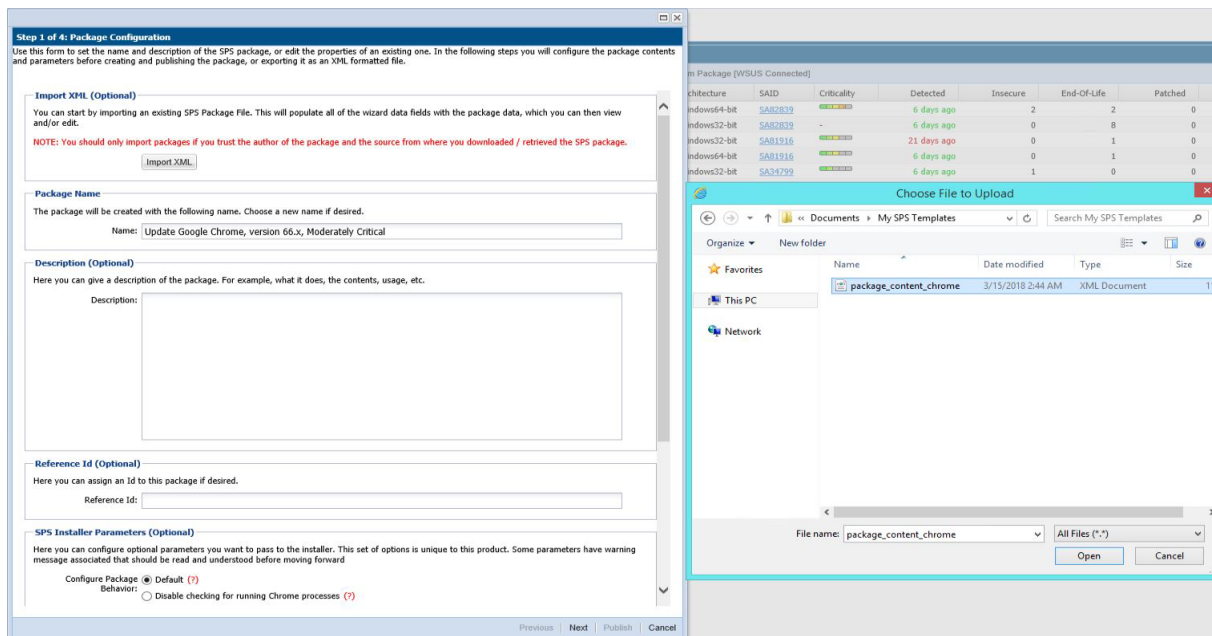 Step 1 of 4: Package Configuration
Use this form to set the name and description of the SPS package, or edit the properties of an existing one. In the following steps you will configure the package contents
and parameters before creating and publishing the package, or exporting it as an XML formatted file.
Import XML (Optional)
You can start by importing an existing SPS Package File. This will populate all of the wizard data fields with the package data, which you can then view
and/or edit.
NOTE: You should only import packages if you trust the author of the package and the source from where you downloaded / retrieved the SPS package.
Import XML
Package Name
The package will be created with the following name. Choose a new name if desired.
Name: Update Google Chrome, version 66.x, Moderately Critical
Description (Optional)
Here you can give a description of the package. For example, what it does, the contents, usage, etc.
Description:
Reference Id (Optional)
Here you can assign an Id to this package if desired.
Reference Id:
SPS Installer Parameters (Optional)
Here you can configure optional parameters you want to pass to the installer. This set of options is unique to this product. Some parameters have warning
message associated that should be read and understood before moving forward
Configure Package Behavior: Default (?)
Disable checking for running Chrome processes (?)
Previous Next Publish Cancel
m Package [WSUS Connected]
chitecture SAID Criticality Detected Insecure End-Of-Life Patched
indows64-bit SA82839 6 days ago 2 2 0
indows32-bit SA82839 - 6 days ago 0 8 0
indows32-bit SA81916 21 days ago 0 1 0
indows64-bit SA81916 6 days ago 0 1 0
indows32-bit SA34799 6 days ago 1 0 0
Choose File to Upload
« Documents My SPS Templates Search My SPS Templates
Organize New folder
Favorites
This PC
Network
Name Date modified Type Size
package_content_chrome 3/15/2018 2:44 AM XML Document
File name: package_content_chrome All Files (*.*)
Open Cancel